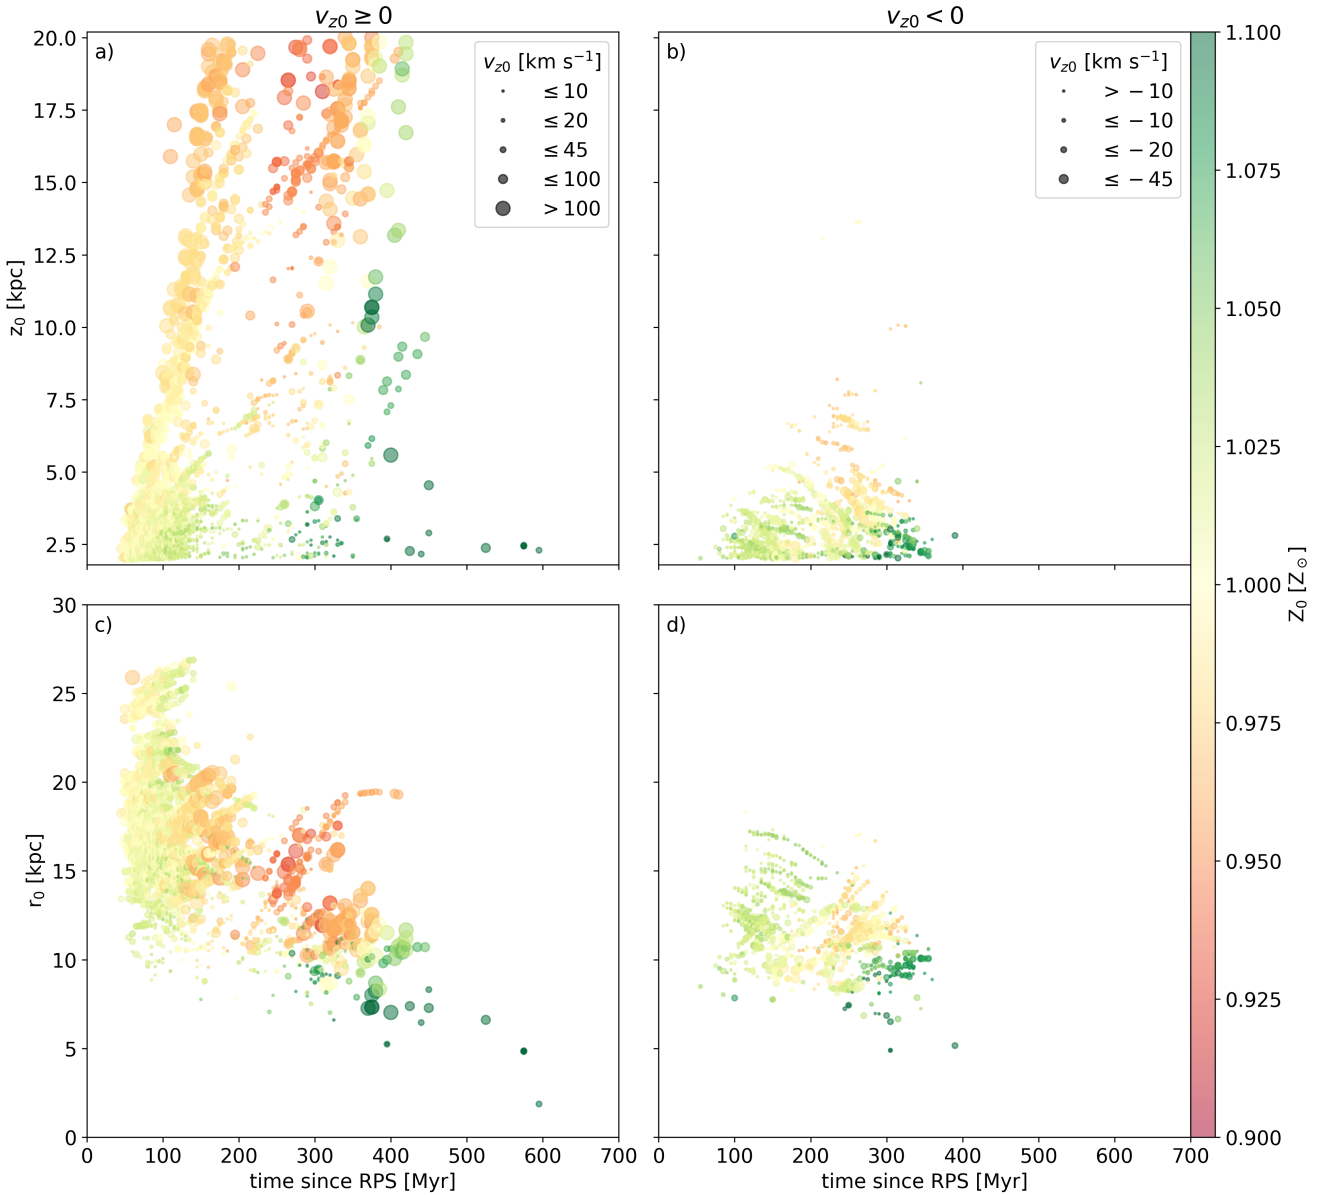 v_z0 ≥ 0
v_z0 < 0
a)
v_z0 [km s⁻¹]
≤ 10
≤ 20
≤ 45
≤ 100
> 100
20.0
17.5
15.0
12.5
10.0
7.5
5.0
2.5
z₀ [kpc]
b)
v_z0 [km s⁻¹]
> − 10
≤ − 10
≤ − 20
≤ − 45
c)
30
25
20
15
10
5
0
r₀ [kpc]
0 100 200 300 400 500 600 700
time since RPS [Myr]
d)
0 100 200 300 400 500 600 700
time since RPS [Myr]
1.100
1.075
1.050
1.025
1.000
0.975
0.950
0.925
0.900
Z₀ [Z⊙]